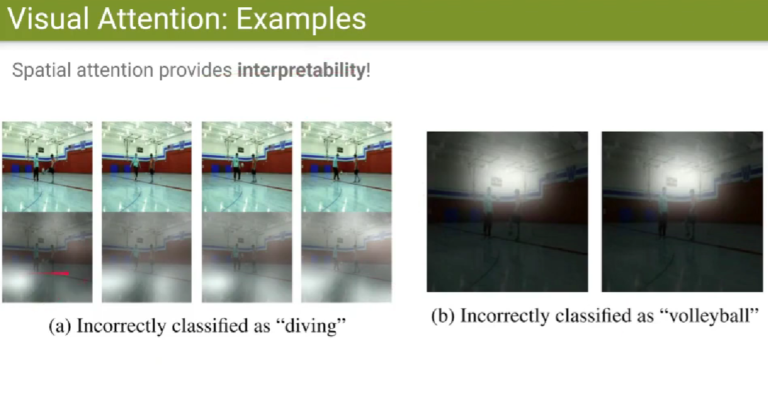 Visual Attention: Examples
Spatial attention provides interpretability!
(a) Incorrectly classified as “diving”
(b) Incorrectly classified as “volleyball”